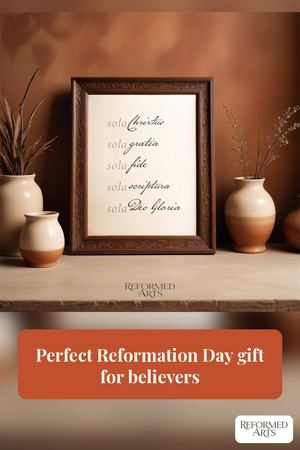 sola Christus
sola gratia
sola fide
sola scriptura
sola Deo Gloria
REFORMED
ARTS
Perfect Reformation Day gift
for believers
REFORMED
ARTS